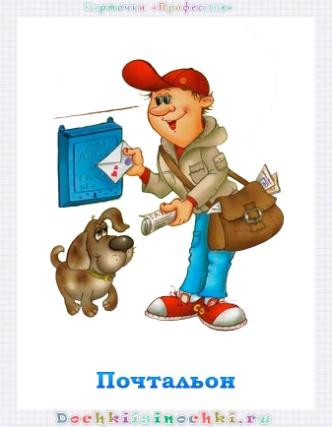 Карточки «Профессии»
Почтальон
Dochkiisinochki.ru